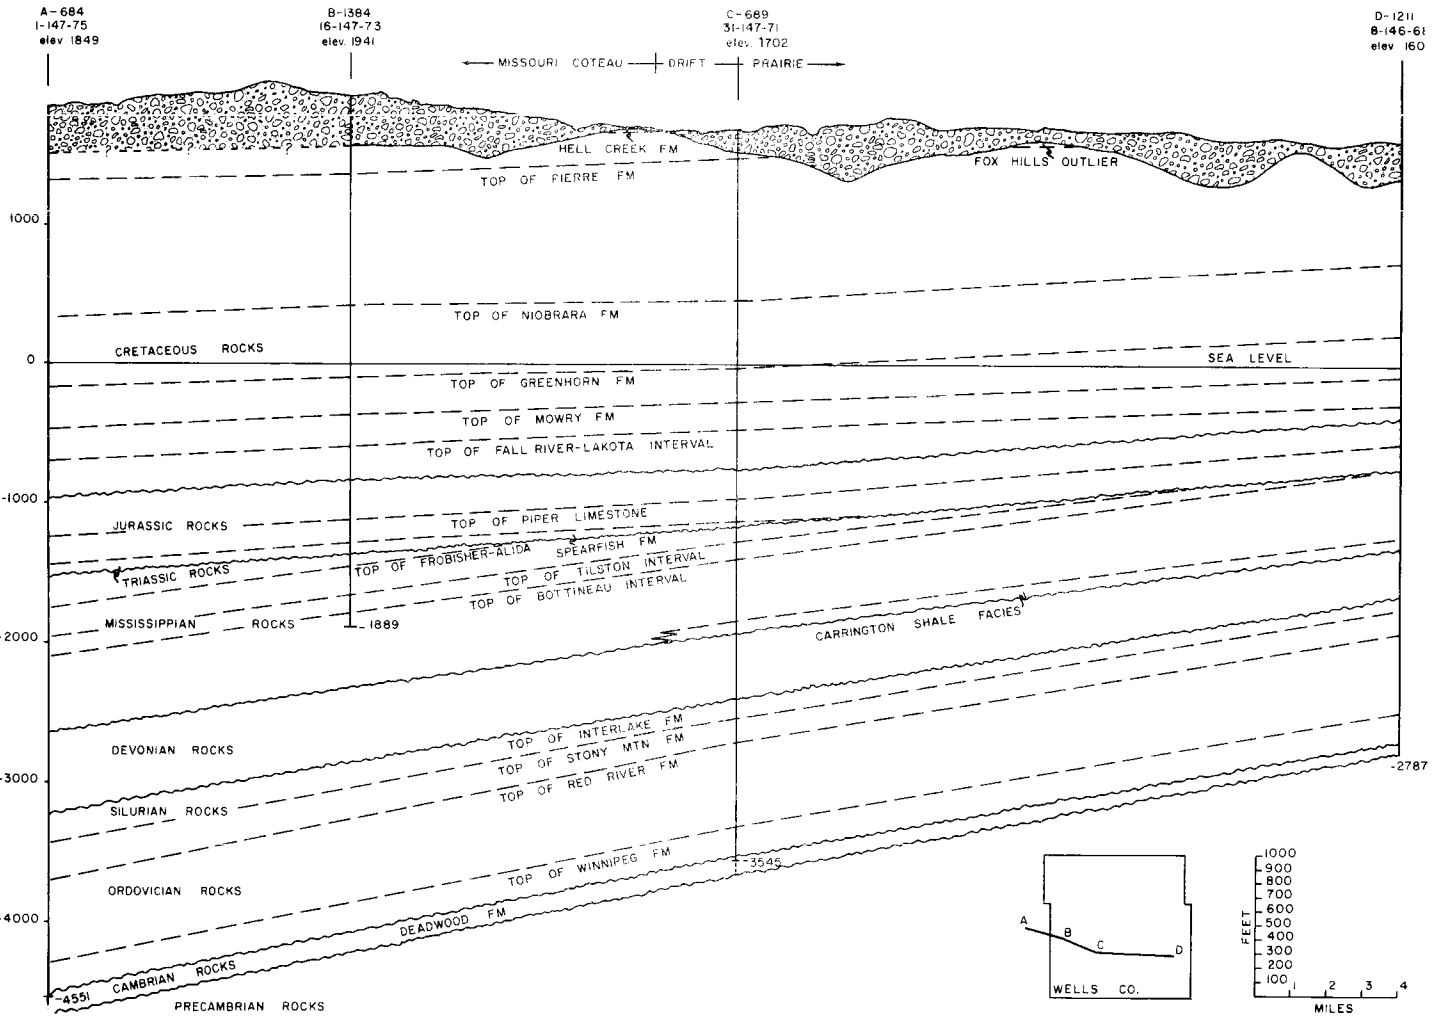 A-684
1-147-75
elev 1849
B-1384
16-147-73
elev. 1941
C-689
31-147-71
elev. 1702
D-1211
8-146-68
elev 160
MISSOURI COTEAU
DRIFT
PRAIRIE
HELL CREEK FM
FOX HILLS OUTLIER
? ? ?
TOP OF PIERRE FM
1000
TOP OF NIOBRARA FM
CRETACEOUS ROCKS
0
SEA LEVEL
TOP OF GREENHORN FM
TOP OF MOWRY FM
TOP OF FALL RIVER-LAKOTA INTERVAL
-1000
JURASSIC ROCKS
TOP OF PIPER LIMESTONE
TOP OF FROBISHER-ALIDA
SPEARFISH FM
TRIASSIC ROCKS
TOP OF TILSTON INTERVAL
TOP OF BOTTINEAU INTERVAL
MISSISSIPPIAN ROCKS
-1889
-2000
CARRINGTON SHALE FACIES
DEVONIAN ROCKS
TOP OF INTERLAKE FM
TOP OF STONY MTN FM
TOP OF RED RIVER FM
-3000
-2787
SILURIAN ROCKS
TOP OF WINNIPEG FM
-3545
ORDOVICIAN ROCKS
-4000
DEADWOOD FM
-4551
CAMBRIAN ROCKS
PRECAMBRIAN ROCKS
A
B
C
D
WELLS CO.
1000
900
800
700
600
500
400
300
200
100
FEET
1 2 3 4
MILES